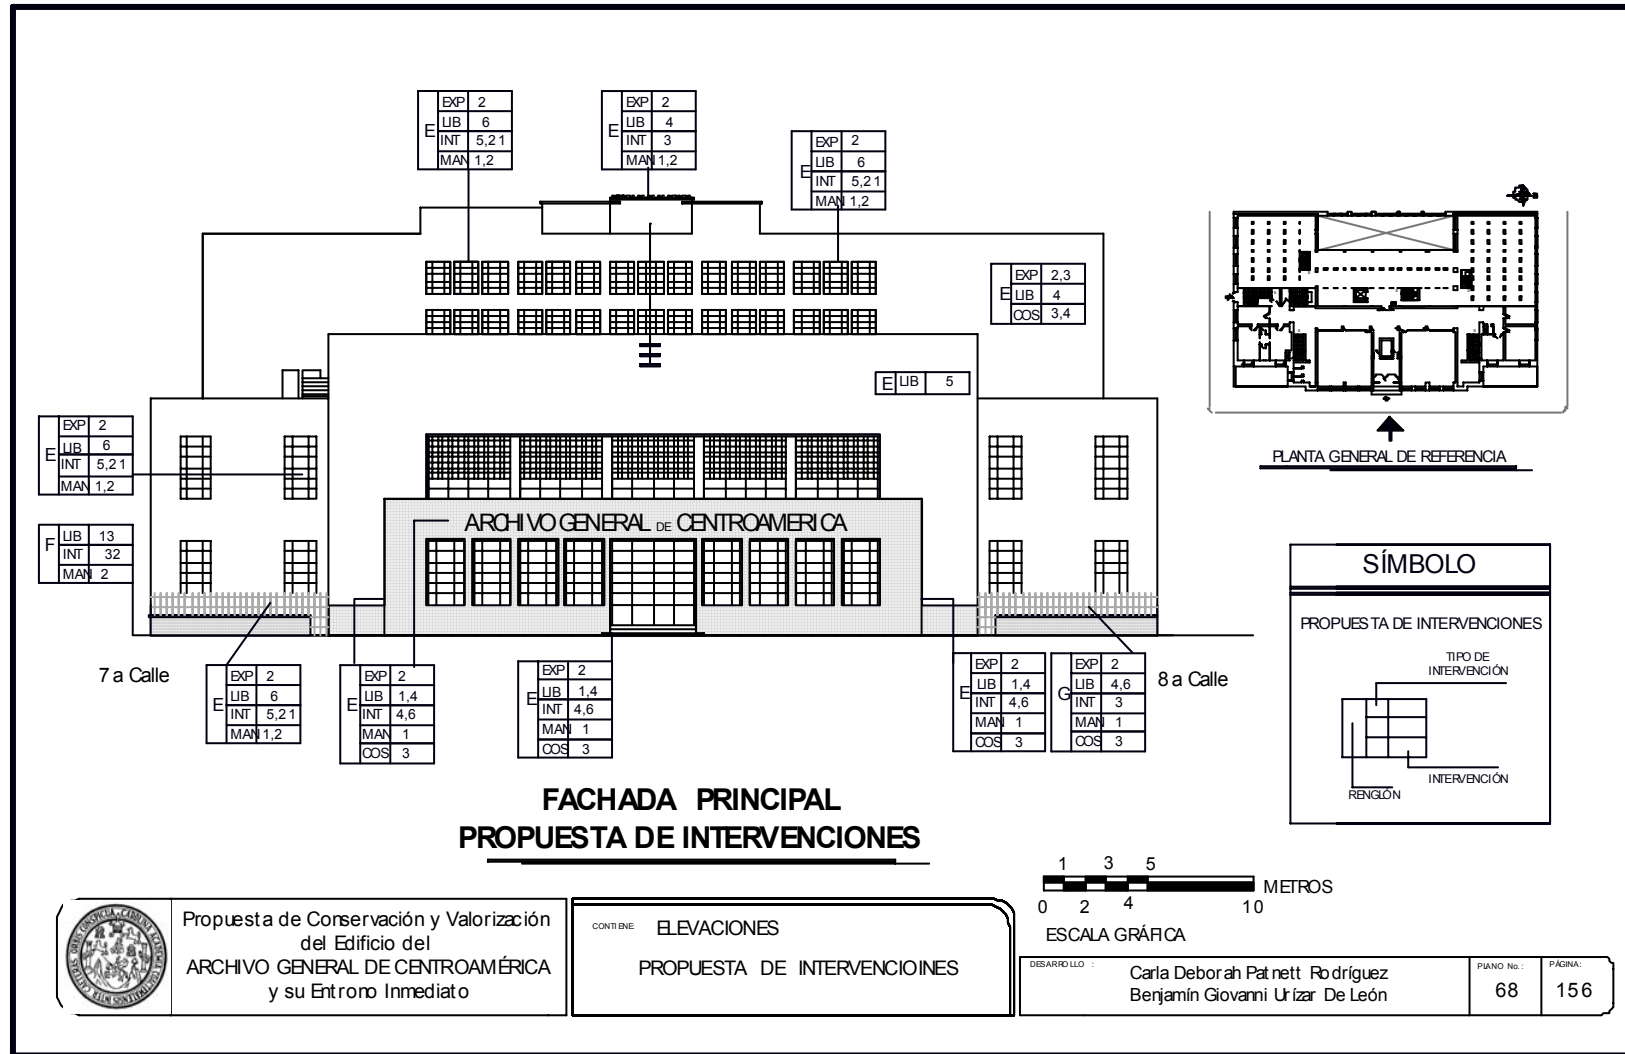 EXP 2
E LIB 6
INT 5,21
MAN 1,2
EXP 2
E LIB 4
INT 3
MAN 1,2
EXP 2
E LIB 6
INT 5,21
MAN 1,2
EXP 2,3
E LIB 4
COS 3,4
E LIB 5
EXP 2
E LIB 6
INT 5,21
MAN 1,2
F LIB 13
INT 32
MAN 2
ARCHIVO GENERAL DE CENTROAMERICA
PLANTA GENERAL DE REFERENCIA
SÍMBOLO
PROPUESTA DE INTERVENCIONES
TIPO DE
INTERVENCIÓN
INTERVENCIÓN
RENGLÓN
7a Calle
EXP 2
E LIB 6
INT 5,21
MAN 1,2
EXP 2
E LIB 1,4
INT 4,6
MAN 1
COS 3
EXP 2
E LIB 1,4
INT 4,6
MAN 1
COS 3
EXP 2
E LIB 1,4
INT 4,6
MAN 1
COS 3
EXP 2
G LIB 4,6
INT 3
MAN 1
COS 3
8a Calle
FACHADA PRINCIPAL
PROPUESTA DE INTERVENCIONES
1 3 5
METROS
0 2 4 10
ESCALA GRÁFICA
Propuesta de Conservación y Valorización
del Edificio del
ARCHIVO GENERAL DE CENTROAMÉRICA
y su Entrono Inmediato
CONTIENE ELEVACIONES
PROPUESTA DE INTERVENCIOINES
DESARROLLO :
Carla Deborah Patnett Rodríguez
Benjamín Giovanni Urízar De León
PLANO No.:
68
PÁGINA:
156